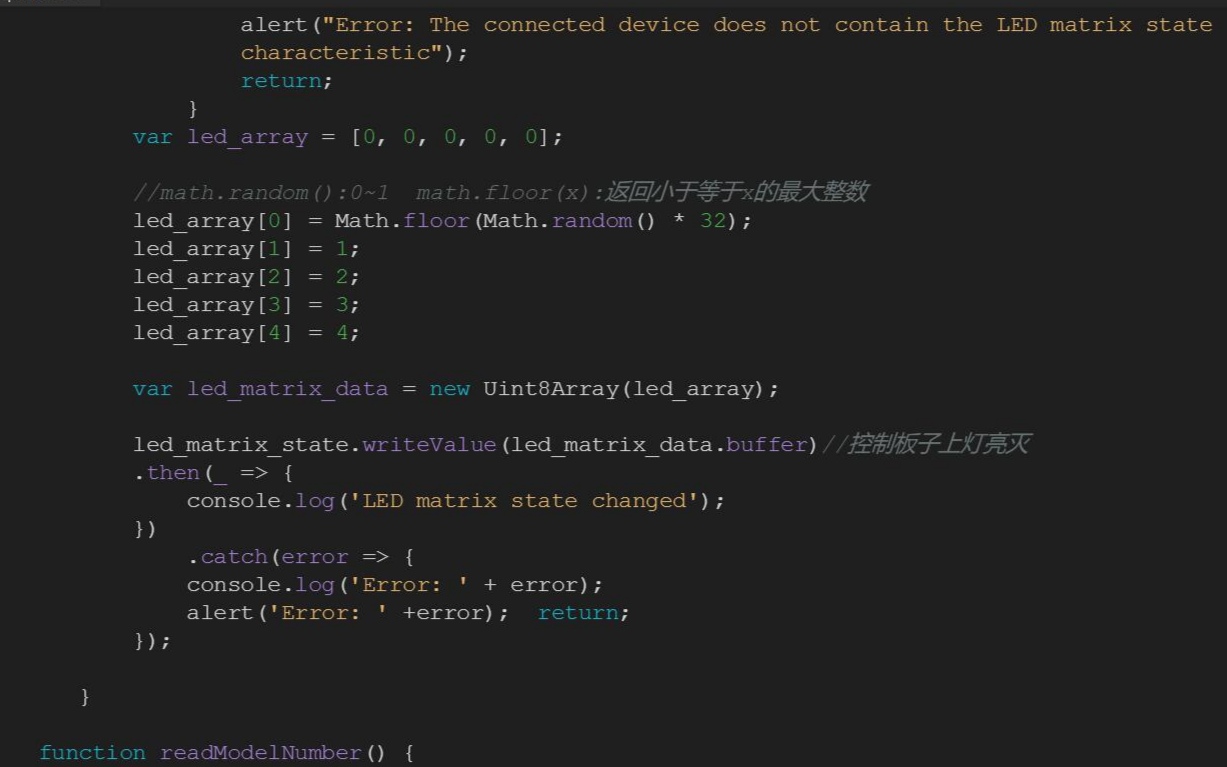 alert("Error: The connected device does not contain the LED matrix state
characteristic");
return;
}
var led_array = [0, 0, 0, 0, 0];
//math.random():0~1  math.floor(x):返回小于等于x的最大整数
led_array[0] = Math.floor(Math.random() * 32);
led_array[1] = 1;
led_array[2] = 2;
led_array[3] = 3;
led_array[4] = 4;
var led_matrix_data = new Uint8Array(led_array);
led_matrix_state.writeValue(led_matrix_data.buffer)//控制板子上灯亮灭
.then(_ => {
console.log('LED matrix state changed');
})
.catch(error => {
console.log('Error: ' + error);
alert('Error: ' +error);  return;
});
}
function readModelNumber() {